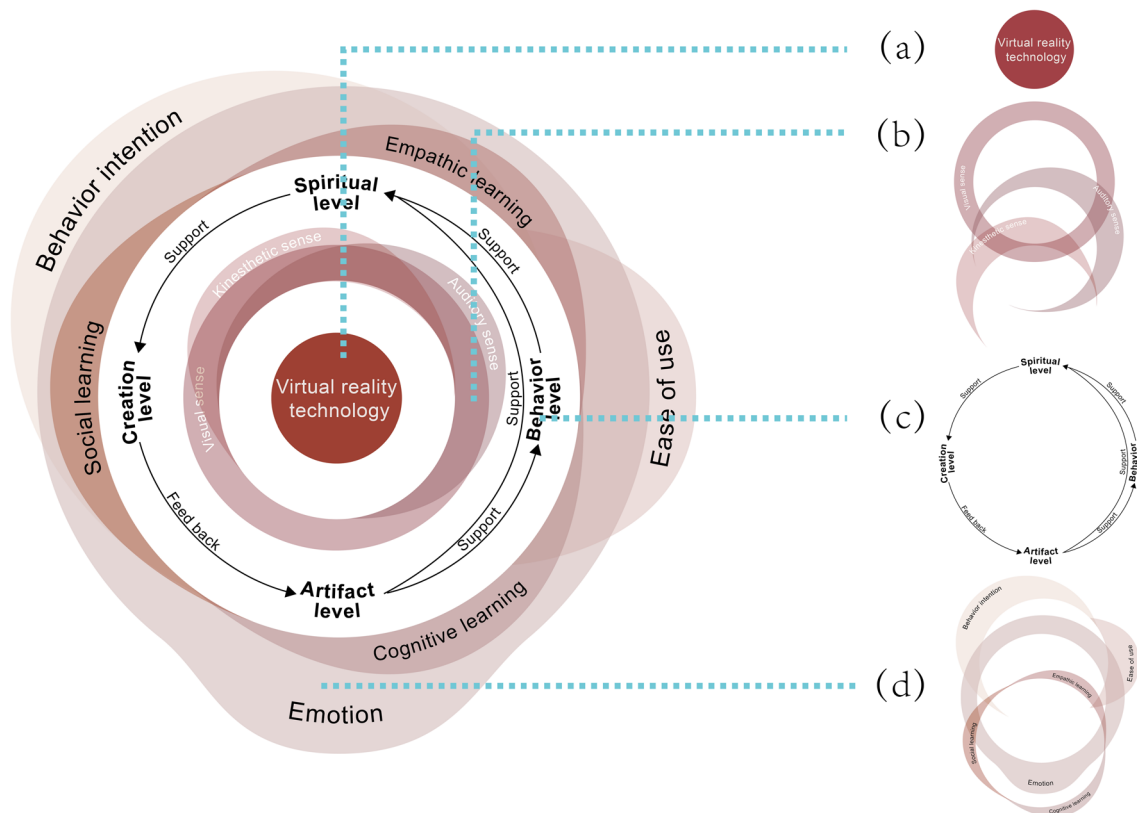 Behavior intention
Empathic learning
Spiritual
level
Support
Support
Kinesthetic sense
Auditory sense
Visual sense
Virtual reality
technology
Social learning
Creation
level
Support
Behavior
level
Ease of use
Feed back
Support
Artifact
level
Cognitive learning
Emotion
(a)
Virtual reality
technology
(b)
Visual sense
Auditory sense
Kinesthetic sense
(c)
Spiritual level
level
Support
Support
Creation
level
Support
Behavior
Feed back
Support
Artifact level
level
(d)
Behavior intention
Ease of use
Empathic learning
Social learning
Emotion
Cognitive learning